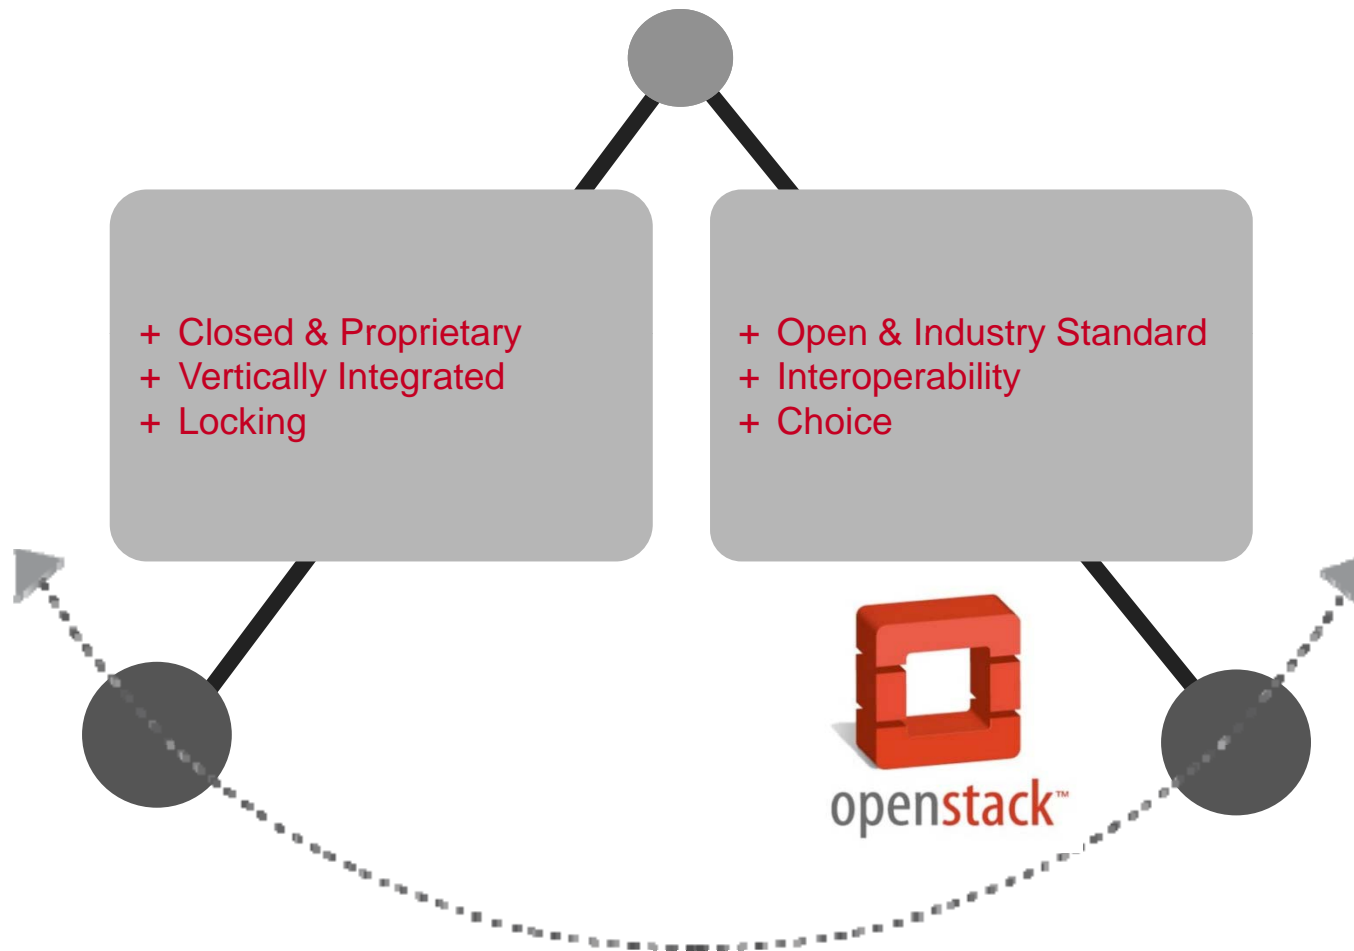 + Closed & Proprietary
+ Vertically Integrated
+ Locking
+ Open & Industry Standard
+ Interoperability
+ Choice
openstack™